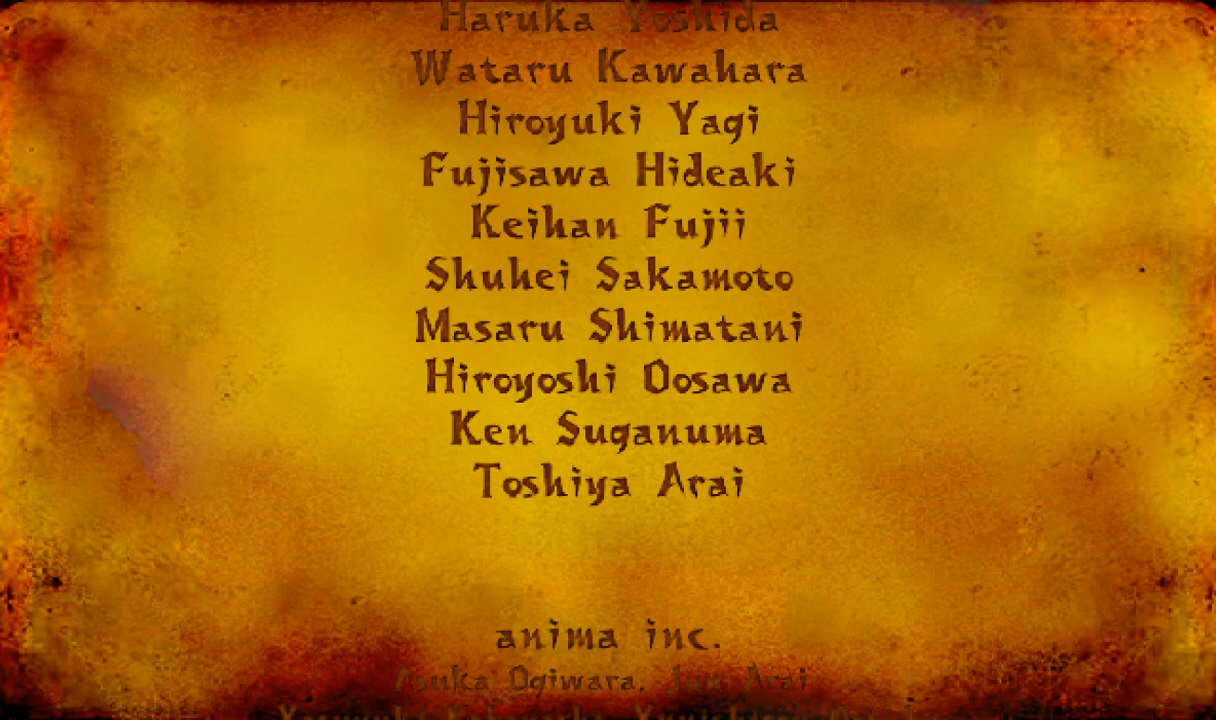 Haruka Yoshida
Wataru Kawahara
Hiroyuki Yagi
Fujisawa Hideaki
Keihan Fujii
Shuhei Sakamoto
Masaru Shimatani
Hiroyoshi Oosawa
Ken Suganuma
Toshiya Arai
anima inc.
Asuka Ogiwara, Jun Arai